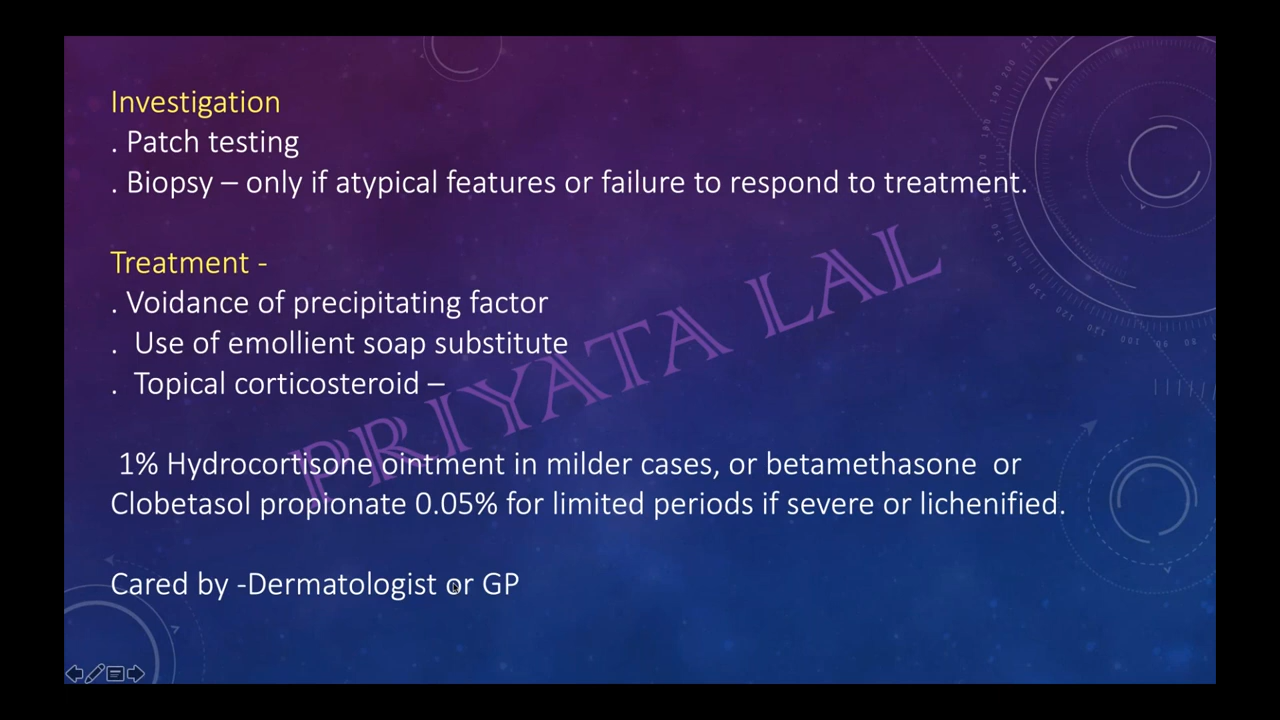 Investigation
. Patch testing
. Biopsy – only if atypical features or failure to respond to treatment.
Treatment -
. Voidance of precipitating factor
. Use of emollient soap substitute
. Topical corticosteroid –
PRIYATA LAL
1% Hydrocortisone ointment in milder cases, or betamethasone or
Clobetasol propionate 0.05% for limited periods if severe or lichenified.
Cared by -Dermatologist or GP